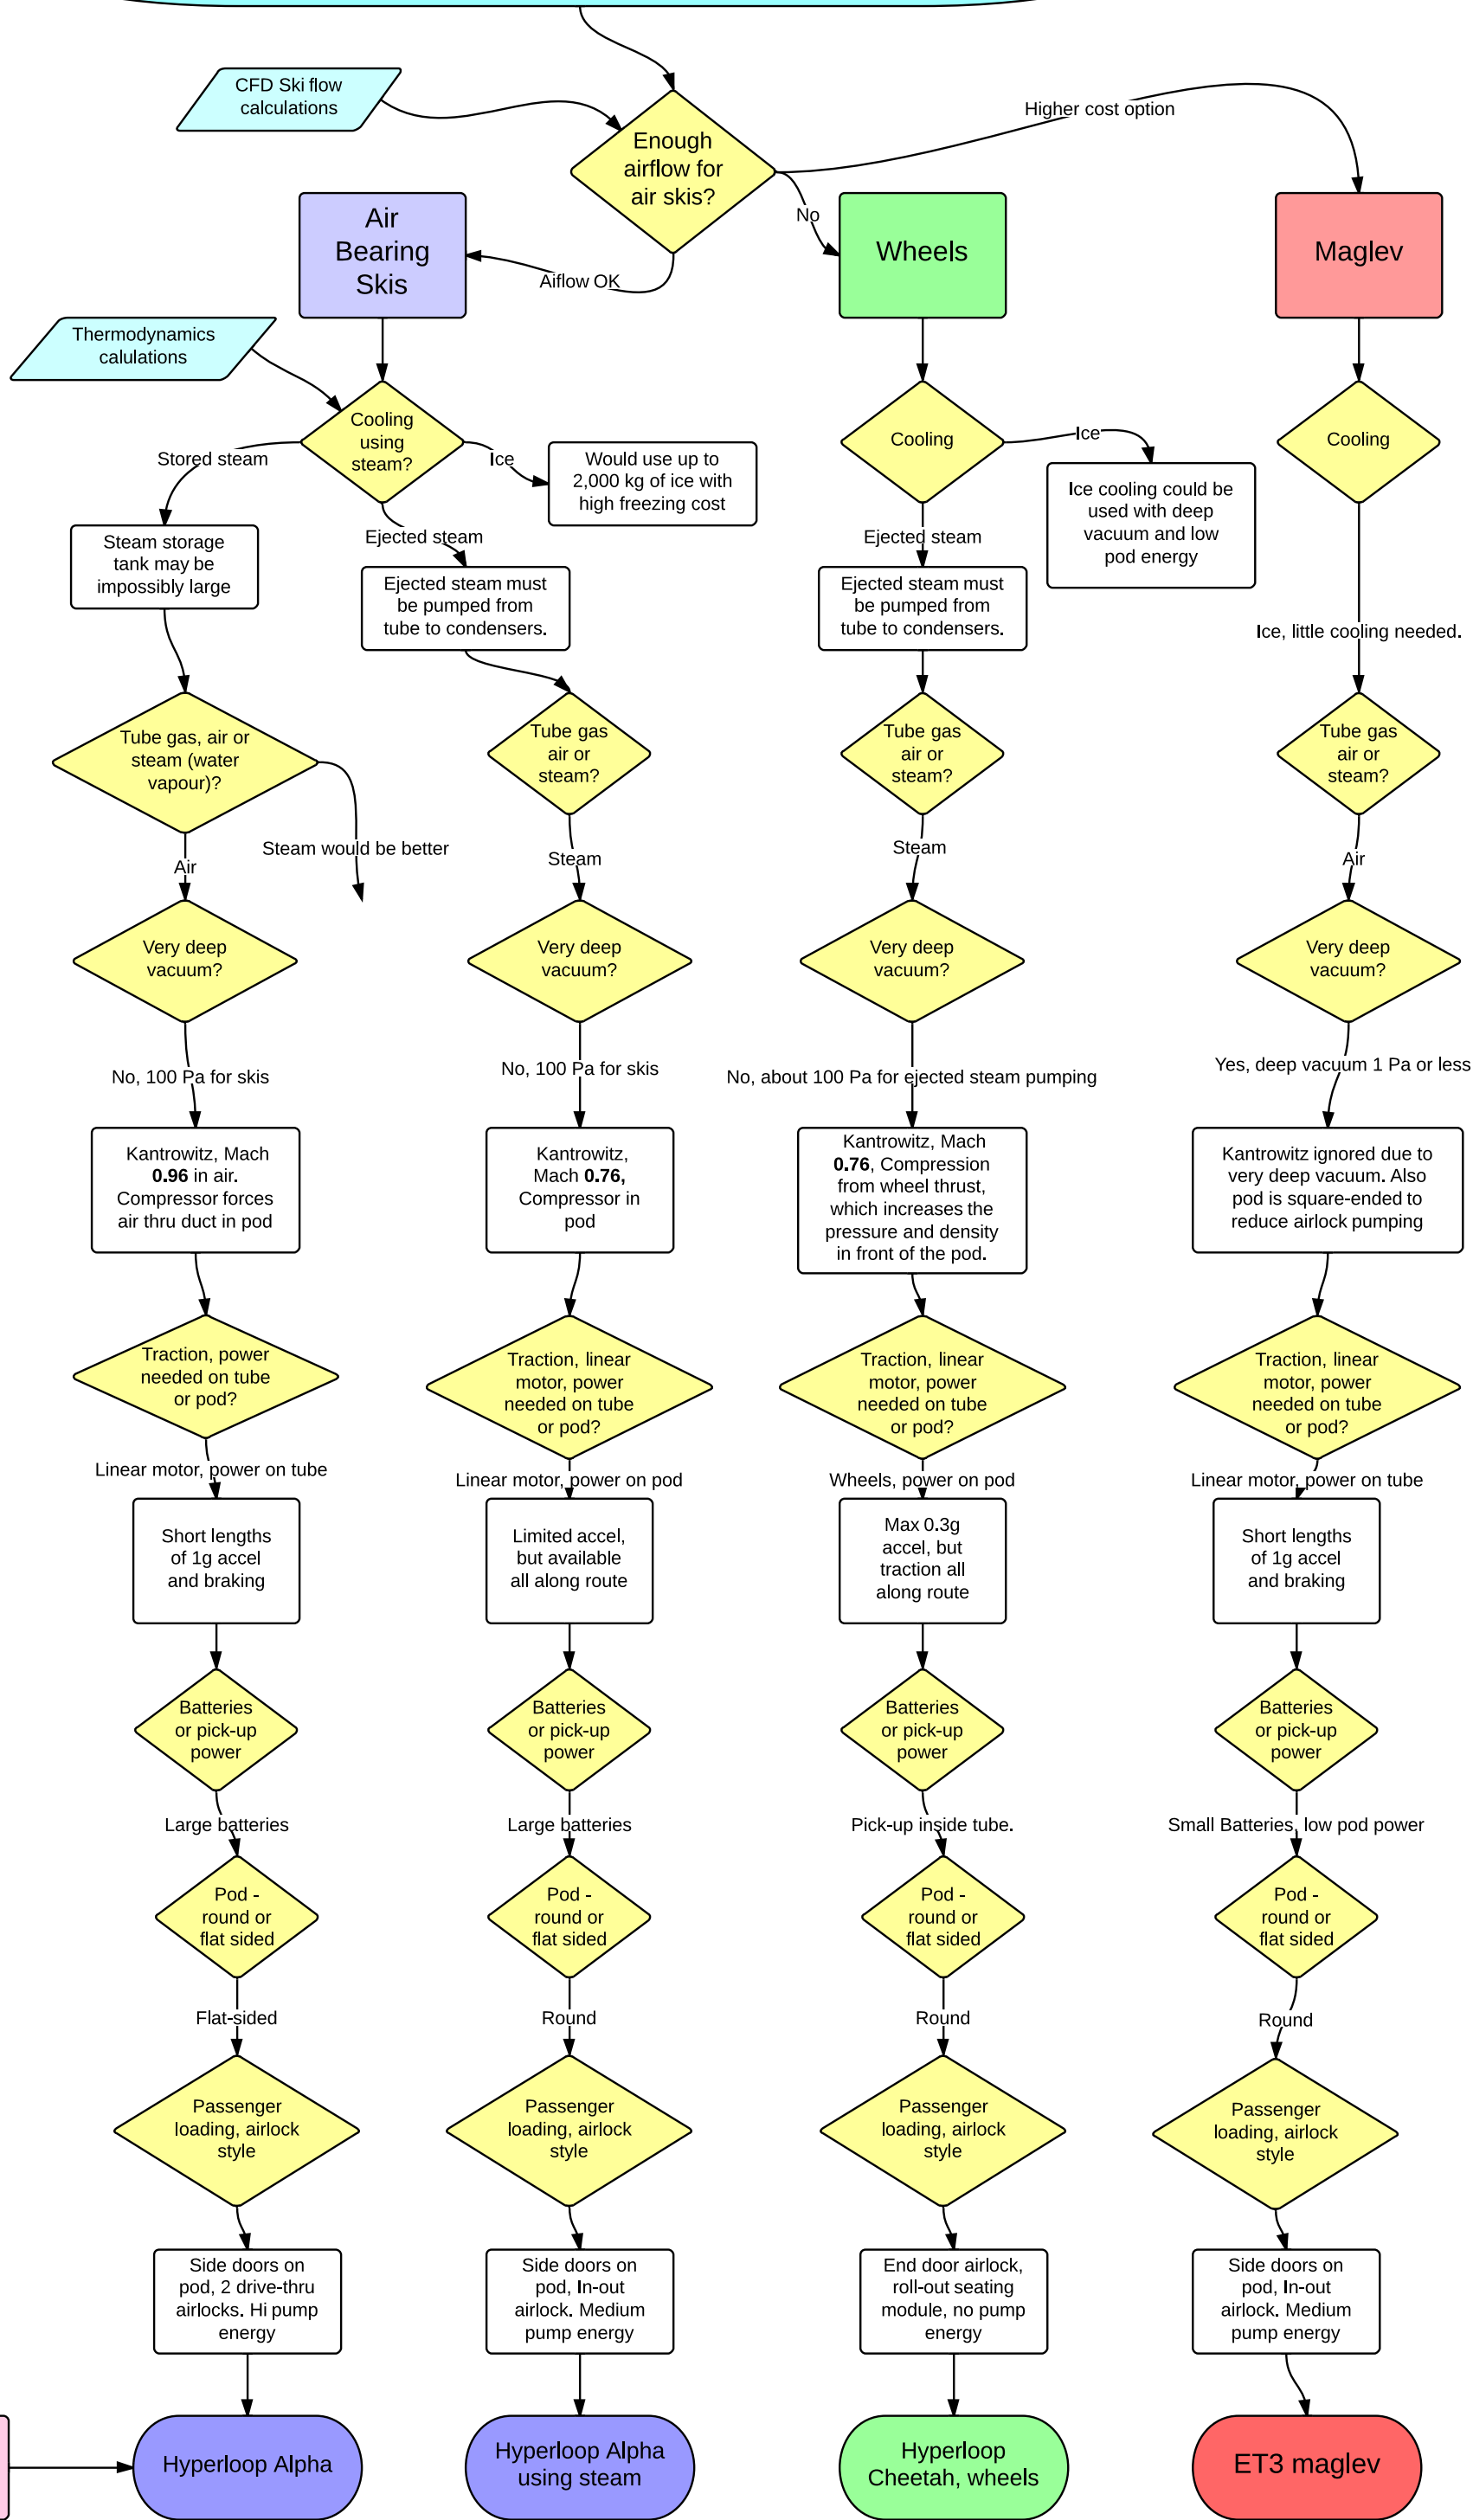 CFD Ski flow
calculations
Higher cost option
Enough
airflow for
air skis?
No
Air
Bearing
Skis
Aiflow OK
Wheels
Maglev
Thermodynamics
calulations
Cooling
using
steam?
Stored steam
Ice
Would use up to
2,000 kg of ice with
high freezing cost
Cooling
Ice
Ice cooling could be
used with deep
vacuum and low
pod energy
Cooling
Steam storage
tank may be
impossibly large
Ejected steam
Ejected steam must
be pumped from
tube to condensers.
Ejected steam
Ejected steam must
be pumped from
tube to condensers.
Ice, little cooling needed.
Tube gas, air or
steam (water
vapour)?
Tube gas
air or
steam?
Tube gas
air or
steam?
Tube gas
air or
steam?
Air
Steam would be better
Steam
Steam
Air
Very deep
vacuum?
Very deep
vacuum?
Very deep
vacuum?
Very deep
vacuum?
No, 100 Pa for skis
No, 100 Pa for skis
No, about 100 Pa for ejected steam pumping
Yes, deep vacuum 1 Pa or less
Kantrowitz, Mach
0.96 in air.
Compressor forces
air thru duct in pod
Kantrowitz,
Mach 0.76,
Compressor in
pod
Kantrowitz, Mach
0.76, Compression
from wheel thrust,
which increases the
pressure and density
in front of the pod.
Kantrowitz ignored due to
very deep vacuum. Also
pod is square-ended to
reduce airlock pumping
Traction, power
needed on tube
or pod?
Traction, linear
motor, power
needed on tube
or pod?
Traction, linear
motor, power
needed on tube
or pod?
Traction, linear
motor, power
needed on tube
or pod?
Linear motor, power on tube
Linear motor, power on pod
Wheels, power on pod
Linear motor, power on tube
Short lengths
of 1g accel
and braking
Limited accel,
but available
all along route
Max 0.3g
accel, but
traction all
along route
Short lengths
of 1g accel
and braking
Batteries
or pick-up
power
Batteries
or pick-up
power
Batteries
or pick-up
power
Batteries
or pick-up
power
Large batteries
Large batteries
Pick-up inside tube.
Small Batteries, low pod power
Pod -
round or
flat sided
Pod -
round or
flat sided
Pod -
round or
flat sided
Pod -
round or
flat sided
Flat-sided
Round
Round
Round
Passenger
loading, airlock
style
Passenger
loading, airlock
style
Passenger
loading, airlock
style
Passenger
loading, airlock
style
Side doors on
pod, 2 drive-thru
airlocks. Hi pump
energy
Side doors on
pod, In-out
airlock. Medium
pump energy
End door airlock,
roll-out seating
module, no pump
energy
Side doors on
pod, In-out
airlock. Medium
pump energy
Hyperloop Alpha
Hyperloop Alpha
using steam
Hyperloop
Cheetah, wheels
ET3 maglev